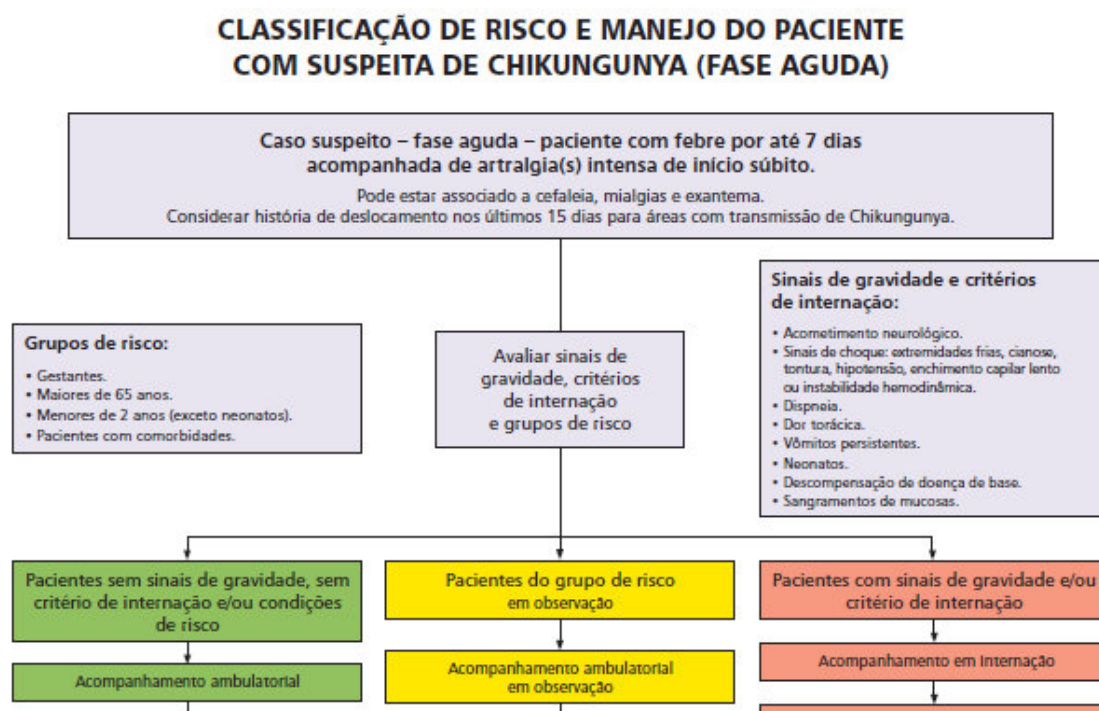 CLASSIFICAÇÃO DE RISCO E MANEJO DO PACIENTE
COM SUSPEITA DE CHIKUNGUNYA (FASE AGUDA)
Caso suspeito – fase aguda – paciente com febre por até 7 dias
acompanhada de artralgia(s) intensa de início súbito.
Pode estar associado a cefaleia, mialgias e exantema.
Considerar história de deslocamento nos últimos 15 dias para áreas com transmissão de Chikungunya.
Grupos de risco:
• Gestantes.
• Maiores de 65 anos.
• Menores de 2 anos (exceto neonatos).
• Pacientes com comorbidades.
Avaliar sinais de
gravidade, critérios
de internação
e grupos de risco
Sinais de gravidade e critérios
de internação:
• Acometimento neurológico.
• Sinais de choque: extremidades frias, cianose,
tontura, hipotensão, enchimento capilar lento
ou instabilidade hemodinâmica.
• Dispneia.
• Dor torácica.
• Vômitos persistentes.
• Neonatos.
• Descompensação de doença de base.
• Sangramentos de mucosas.
Pacientes sem sinais de gravidade, sem
critério de internação e/ou condições
de risco
Acompanhamento ambulatorial
Pacientes do grupo de risco
em observação
Acompanhamento ambulatorial
em observação
Pacientes com sinais de gravidade e/ou
critério de internação
Acompanhamento em Internação